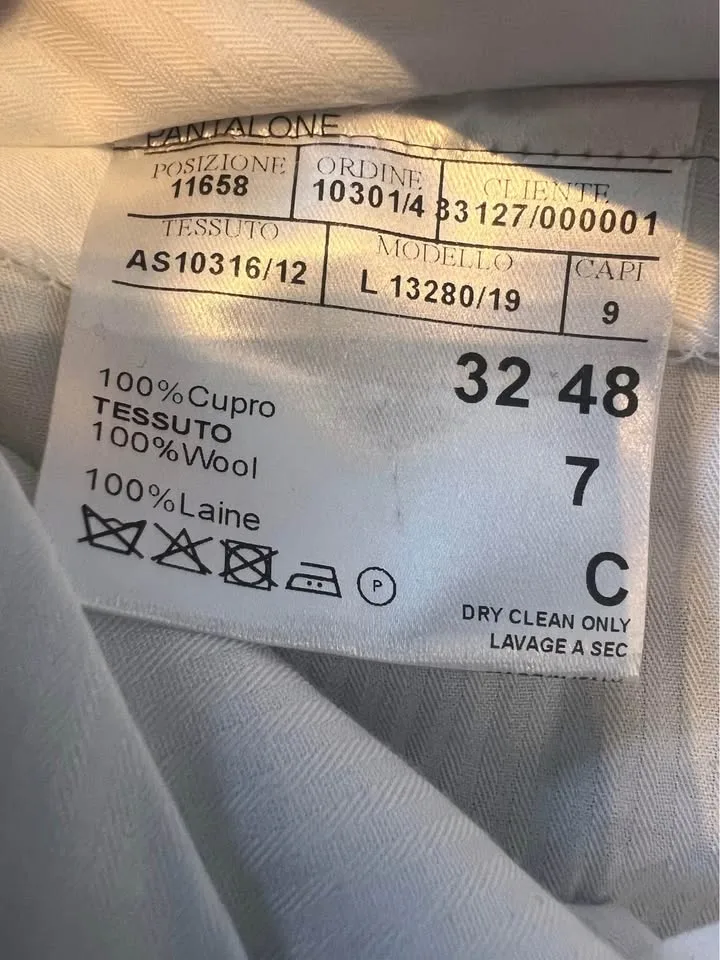 PANTALONE
POSIZIONE ORDINE CLIENTE
11658 10301/4 33127/000001
TESSUTO MODELLO CAPI
AS10316/12 L 13280/19 9
32 48
100%Cupro
TESSUTO
100%Wool
7
100%Laine
P
C
DRY CLEAN ONLY
LAVAGE A SEC